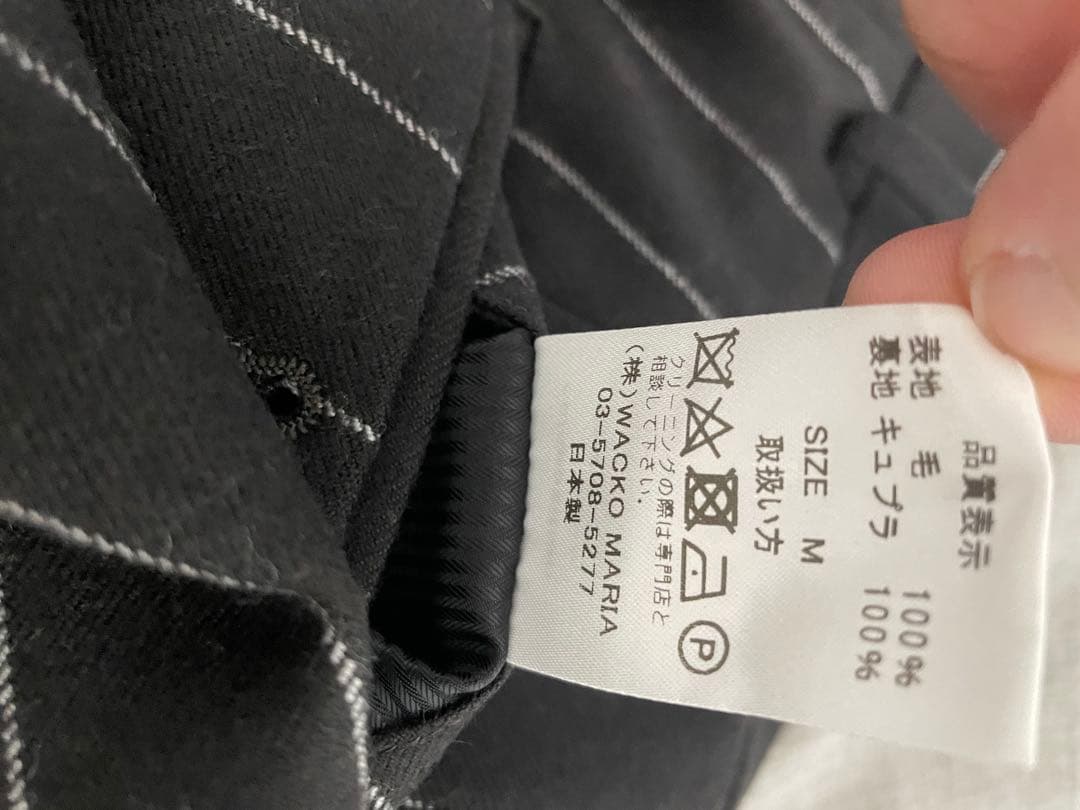 品質表示
表地 毛 100%
裏地 キュプラ 100%
SIZE M
取扱い方
P
クリーニングの際は専門店と
相談して下さい.
(株)WACKO MARIA
03-5708-5277
日本製